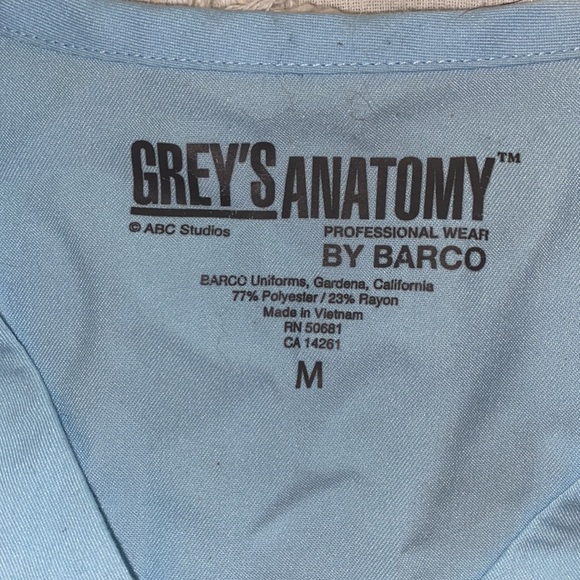 GREY'S ANATOMY™
© ABC Studios PROFESSIONAL WEAR
BY BARCO
BARCO Uniforms, Gardena, California
77% Polyester / 23% Rayon
Made in Vietnam
RN 50681
CA 14261
M